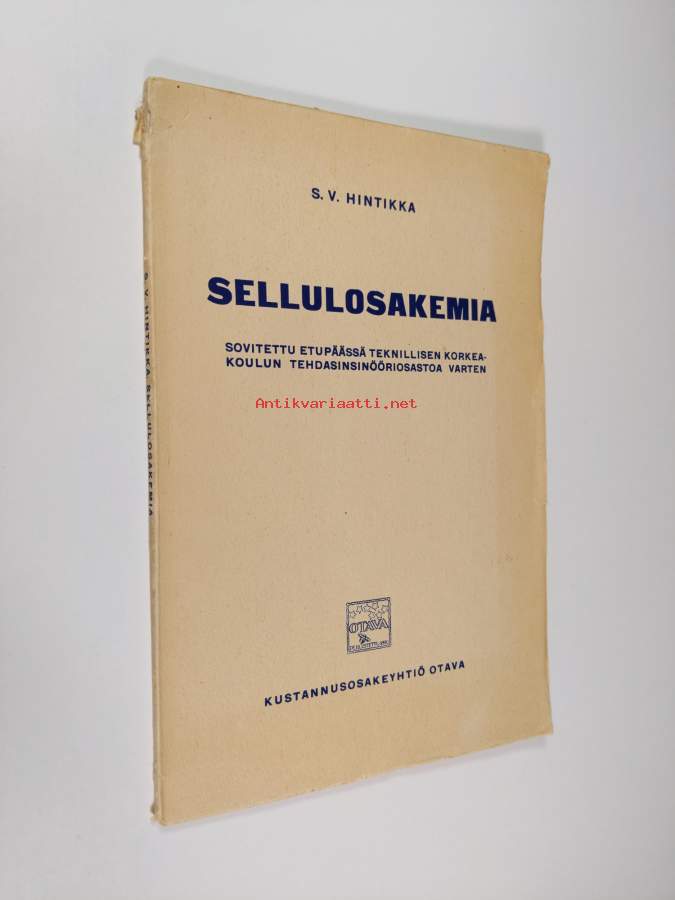 S. V. HINTIKKA
SELLULOSAKEMIA
SOVITETTU ETUPÄÄSSÄ TEKNILLISEN KORKEA-
KOULUN TEHDASINSINÖÖRIOSASTOA VARTEN
Antikvariaatti.net
OTAVA
KUSTANNUSOSAKEYHTIÖ OTAVA
S. V. HINTIKKA SELLULOSAKEMIA